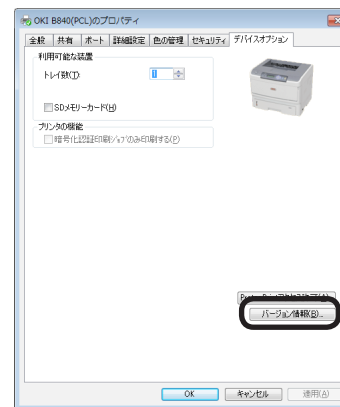 OKI B840(PCL)のプロパティ
全般 共有 ポート 詳細設定 色の管理 セキュリティ デバイスオプション
利用可能な装置
トレイ数(T): 1
SDメモリーカード(H)
プリンタの機能
暗号化認証印刷ジョブのみ印刷する(P)
バージョン情報(B)...
OK キャンセル 適用(A)